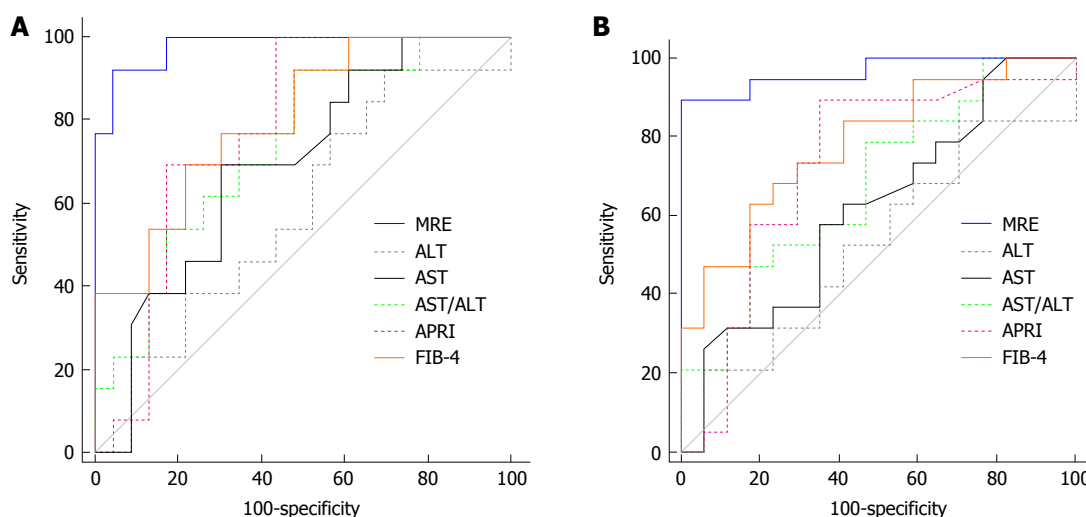 A
100
80
60
40
20
0
Sensitivity
MRE
ALT
AST
AST/ALT
APRI
FIB-4
0 20 40 60 80 100
100-specificity
B
100
80
60
40
20
0
Sensitivity
MRE
ALT
AST
AST/ALT
APRI
FIB-4
0 20 40 60 80 100
100-specificity